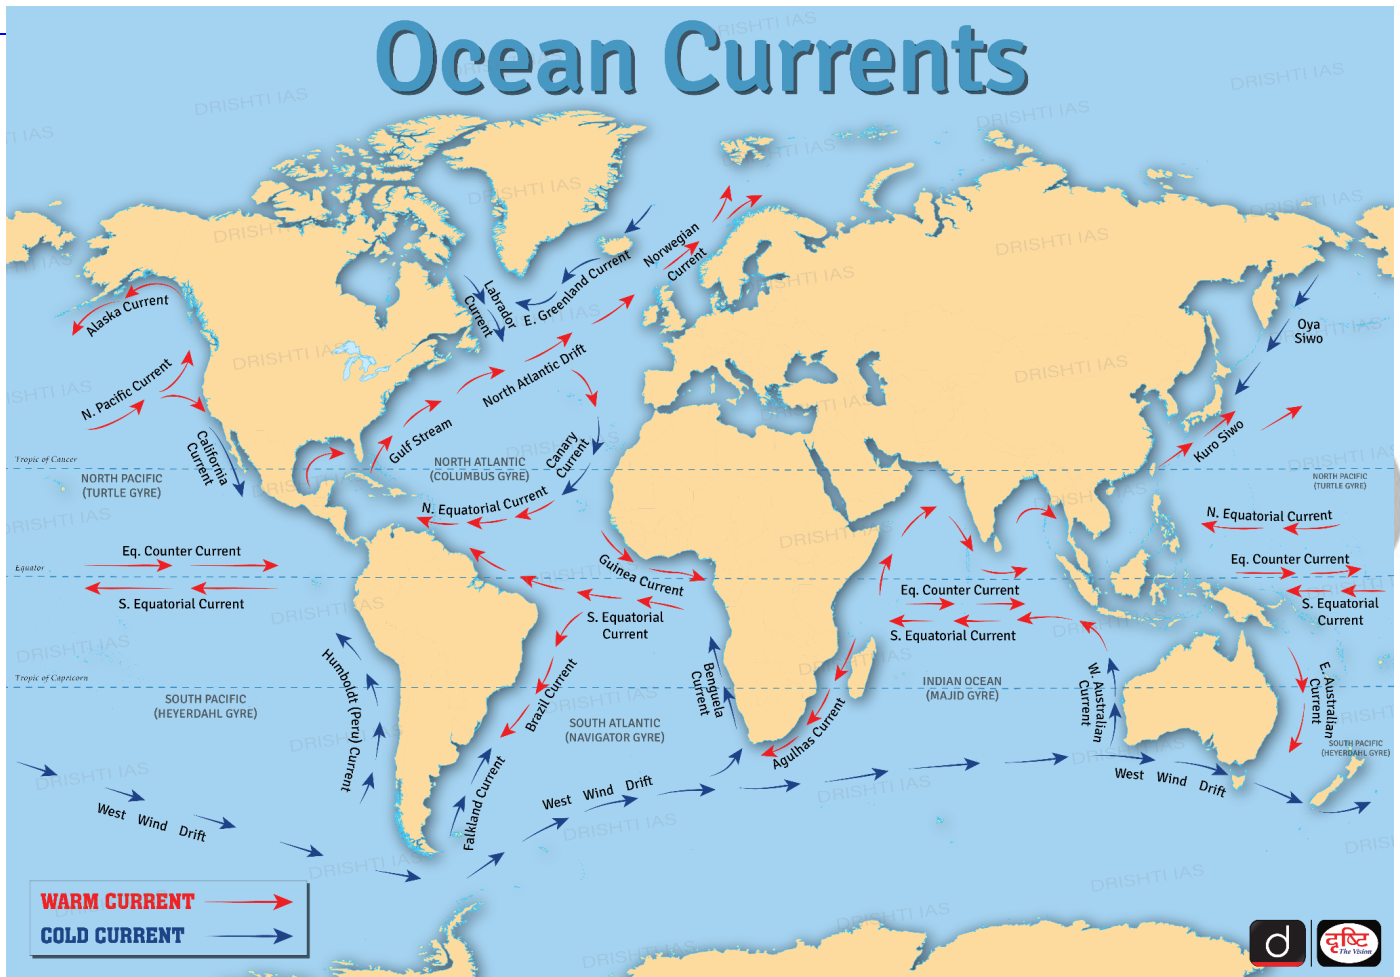 Ocean Currents
DRISHTI IAS
Norwegian
Current
E. Greenland Current
Labrador
Current
Alaska Current
N. Pacific Current
California
Current
North Atlantic Drift
Gulf Stream
Canary
Current
Oya
Siwo
Kuro Siwo
Tropic of Cancer
NORTH PACIFIC
(TURTLE GYRE)
NORTH ATLANTIC
(COLUMBUS GYRE)
NORTH PACIFIC
(TURTLE GYRE)
N. Equatorial Current
N. Equatorial Current
Eq. Counter Current
Equator
S. Equatorial Current
Guinea Current
S. Equatorial
Current
Eq. Counter Current
S. Equatorial Current
Eq. Counter Current
S. Equatorial
Current
Humboldt (Peru) Current
Tropic of Capricorn
SOUTH PACIFIC
(HEYERDAHL GYRE)
Brazil Current
SOUTH ATLANTIC
(NAVIGATOR GYRE)
Benguela
Current
Agulhas Current
INDIAN OCEAN
(MAJID GYRE)
W. Australian
Current
E. Australian
Current
SOUTH PACIFIC
(HEYERDAHL GYRE)
Falkland Current
West Wind Drift
West Wind Drift
West Wind Drift
WARM CURRENT
COLD CURRENT
d
दृष्टि
The Vision